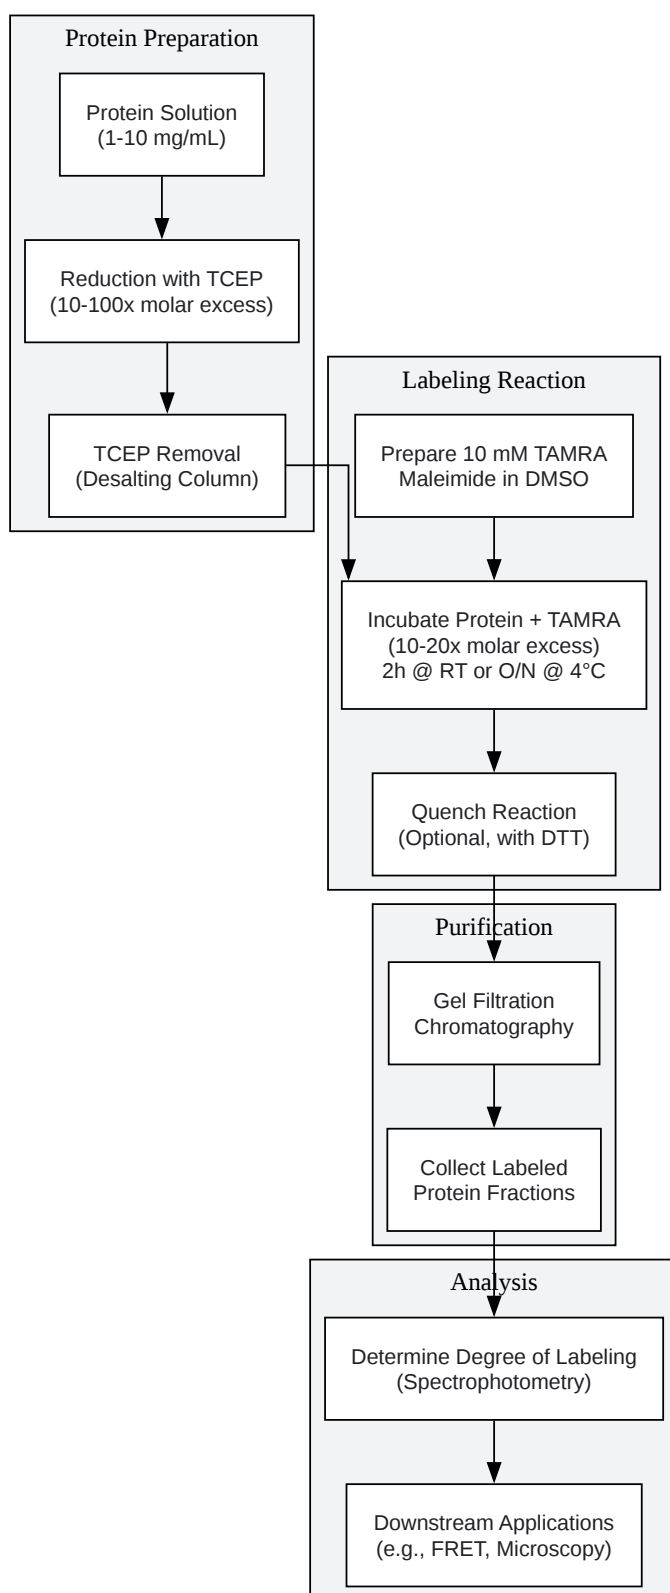 Protein Preparation
Protein Solution
(1-10 mg/mL)
Reduction with TCEP
(10-100x molar excess)
TCEP Removal
(Desalting Column)
Labeling Reaction
Prepare 10 mM TAMRA
Maleimide in DMSO
Incubate Protein + TAMRA
(10-20x molar excess)
2h @ RT or O/N @ 4°C
Quench Reaction
(Optional, with DTT)
Purification
Gel Filtration
Chromatography
Collect Labeled
Protein Fractions
Analysis
Determine Degree of Labeling
(Spectrophotometry)
Downstream Applications
(e.g., FRET, Microscopy)